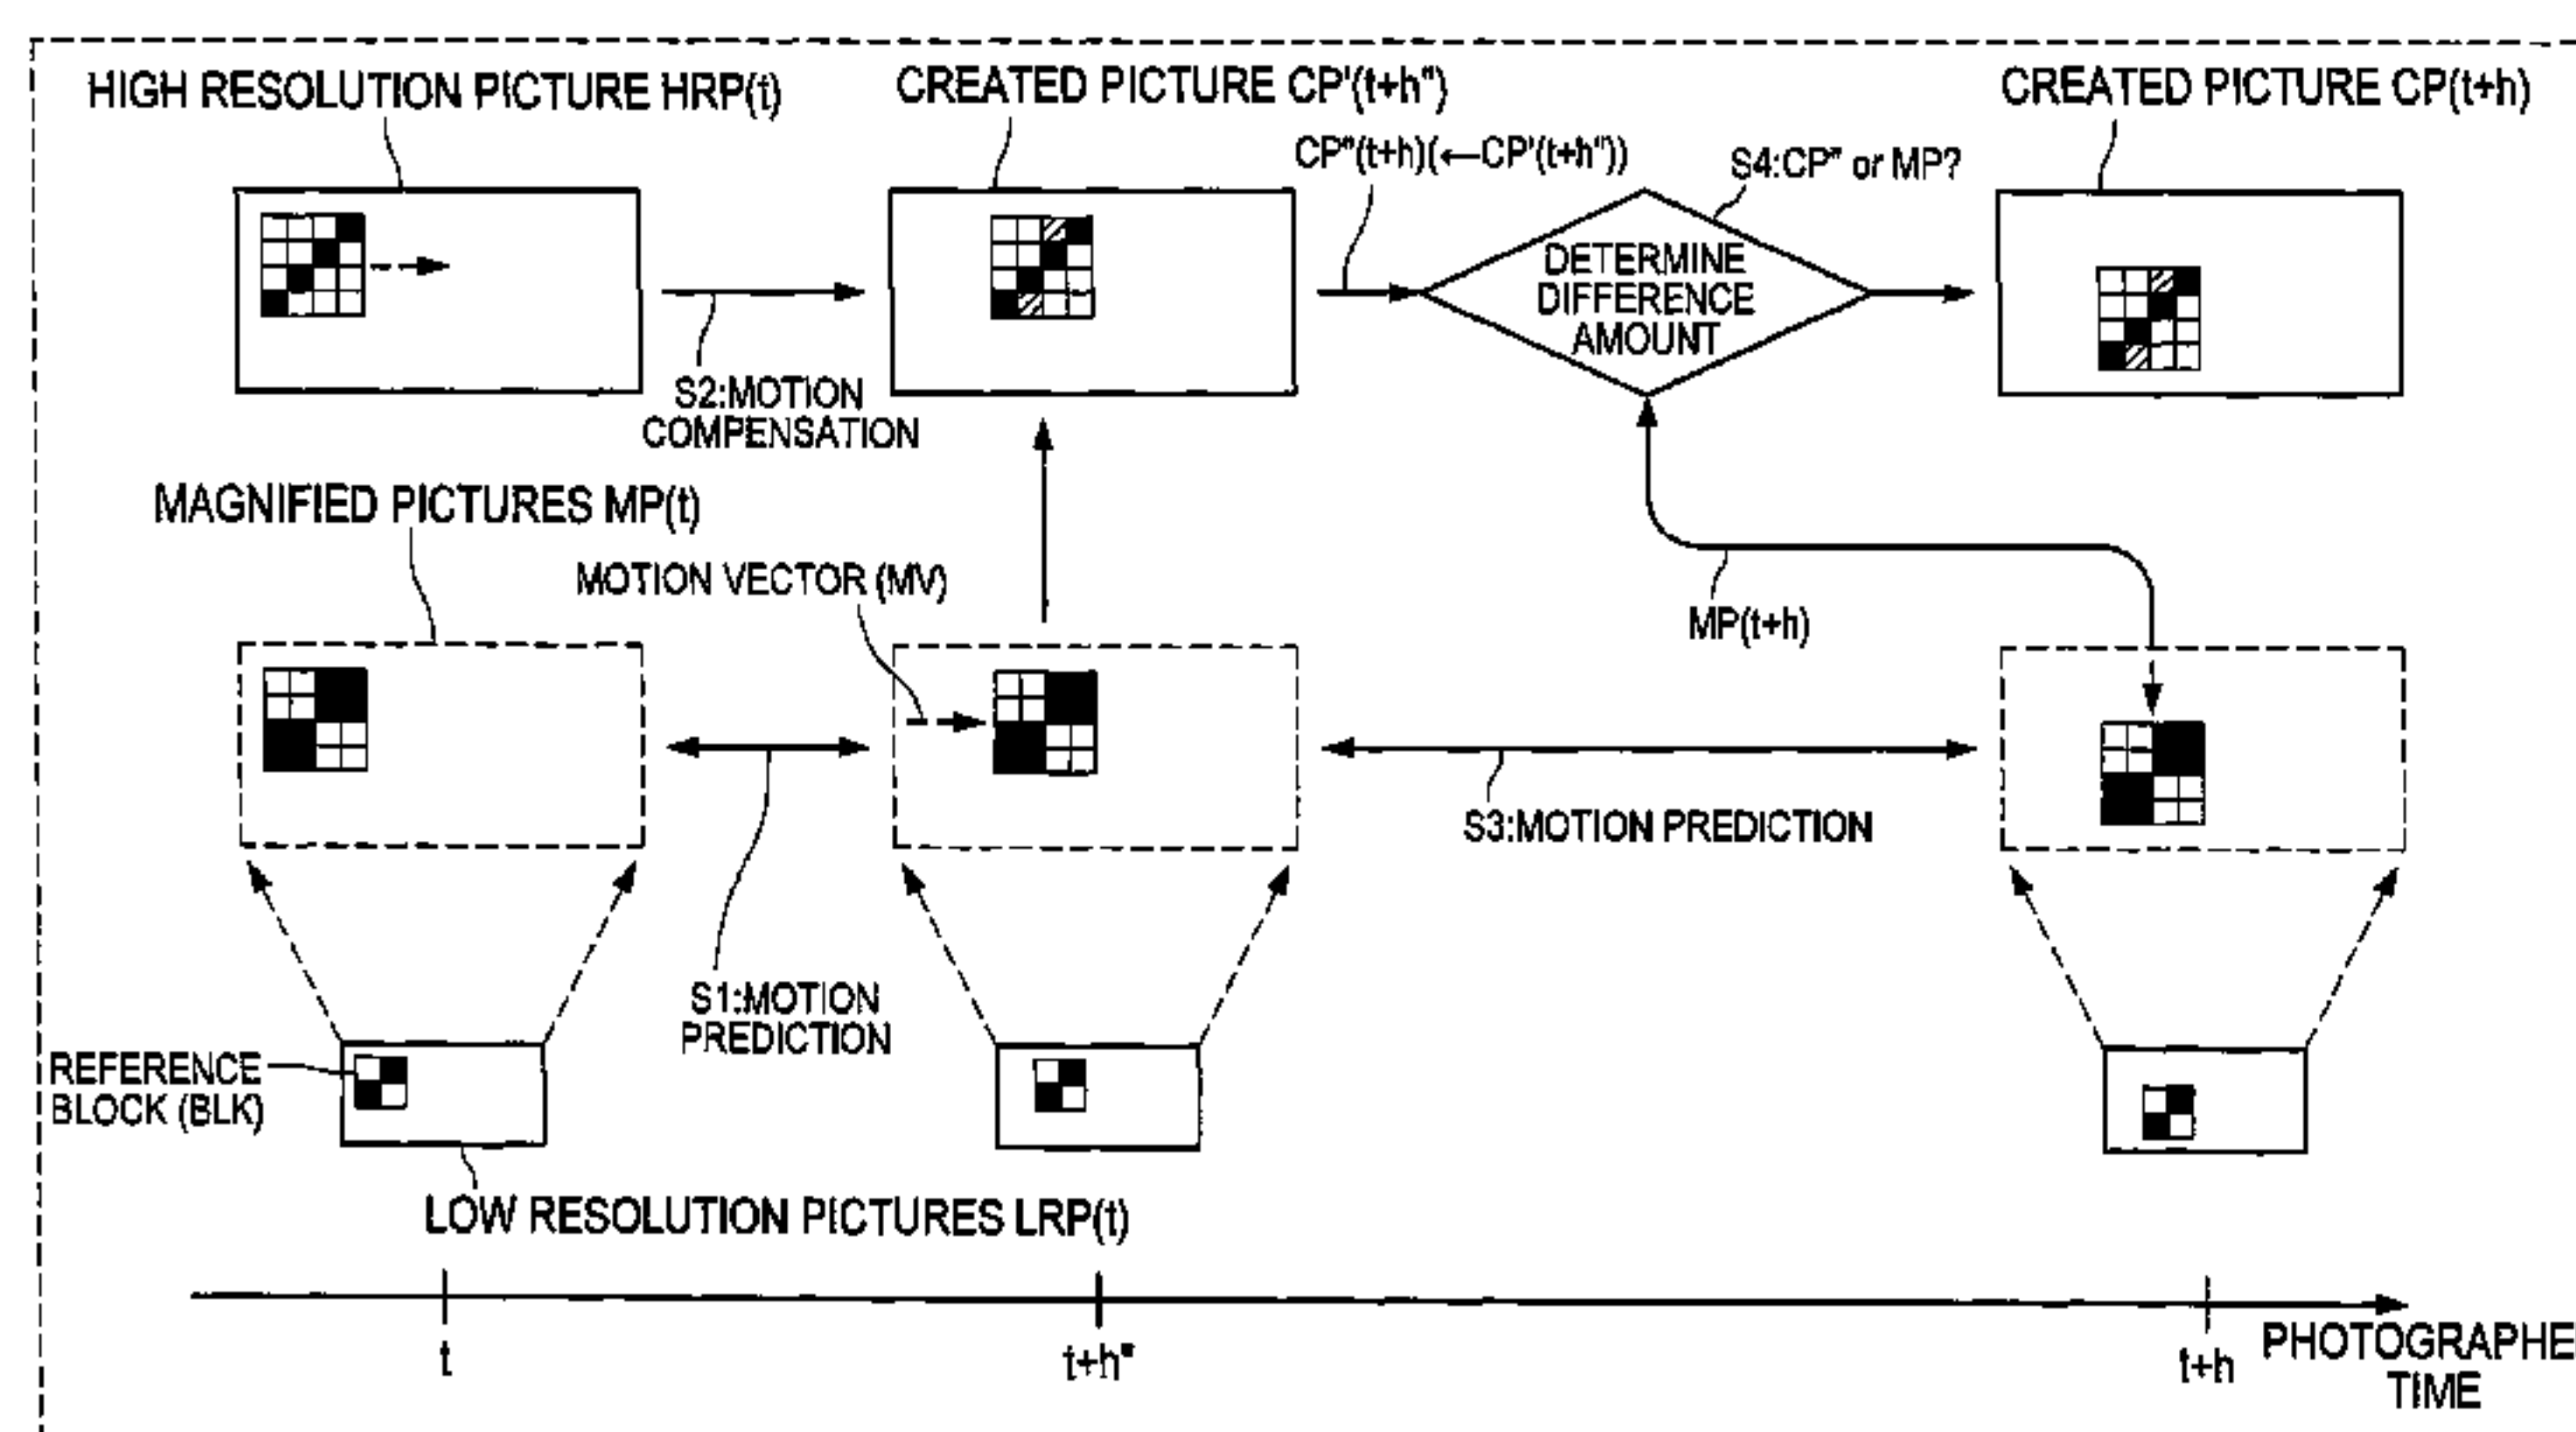 HIGH RESOLUTION PICTURE HRP(t)
CREATED PICTURE CP'(t+h")
CREATED PICTURE CP(t+h)
CP"(t+h)(←CP'(t+h"))
S4:CP" or MP?
DETERMINE
DIFFERENCE
AMOUNT
S2:MOTION
COMPENSATION
MAGNIFIED PICTURES MP(t)
MOTION VECTOR (MV)
MP(t+h)
S3:MOTION PREDICTION
S1:MOTION
PREDICTION
REFERENCE
BLOCK (BLK)
LOW RESOLUTION PICTURES LRP(t)
t
t+h"
t+h
PHOTOGRAPHE
TIME